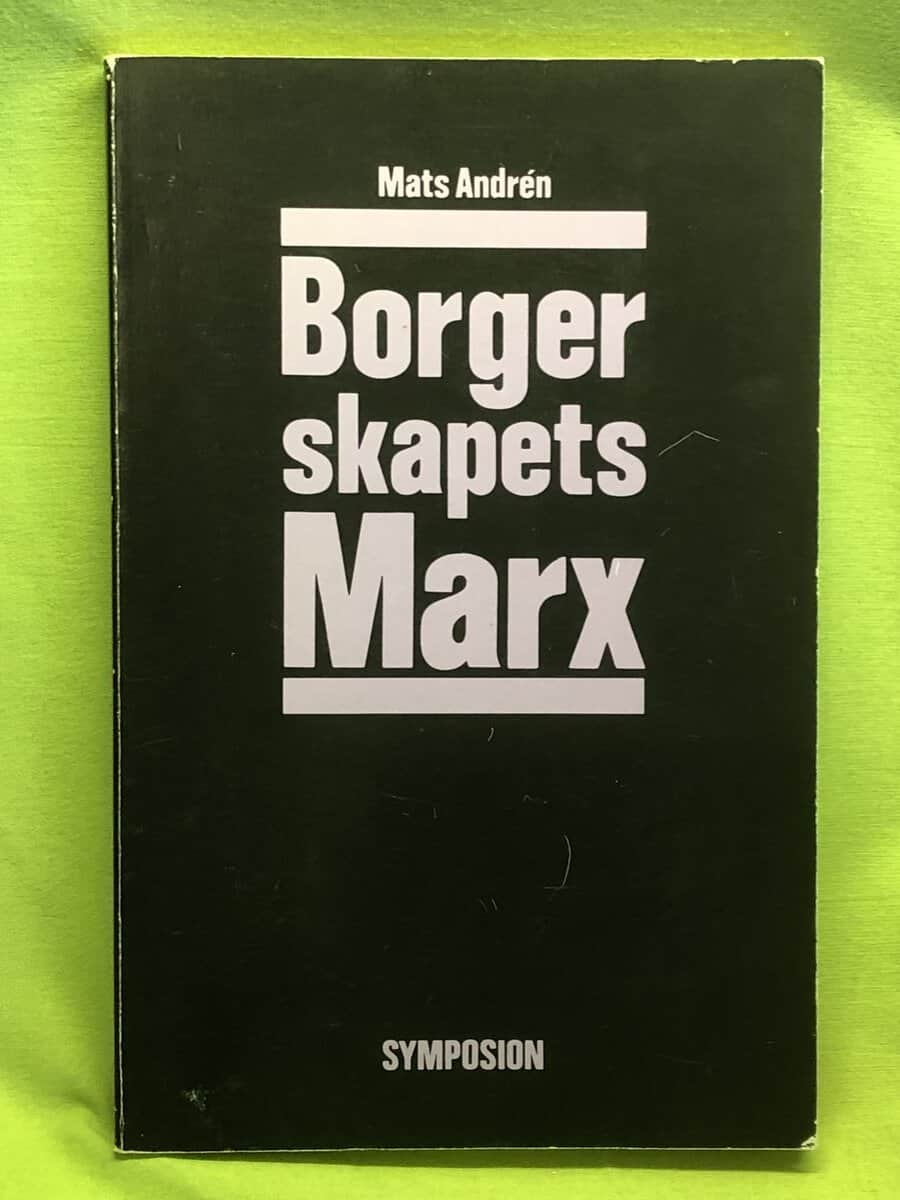 Mats Andrén
Borger
skapets
Marx
SYMPOSION